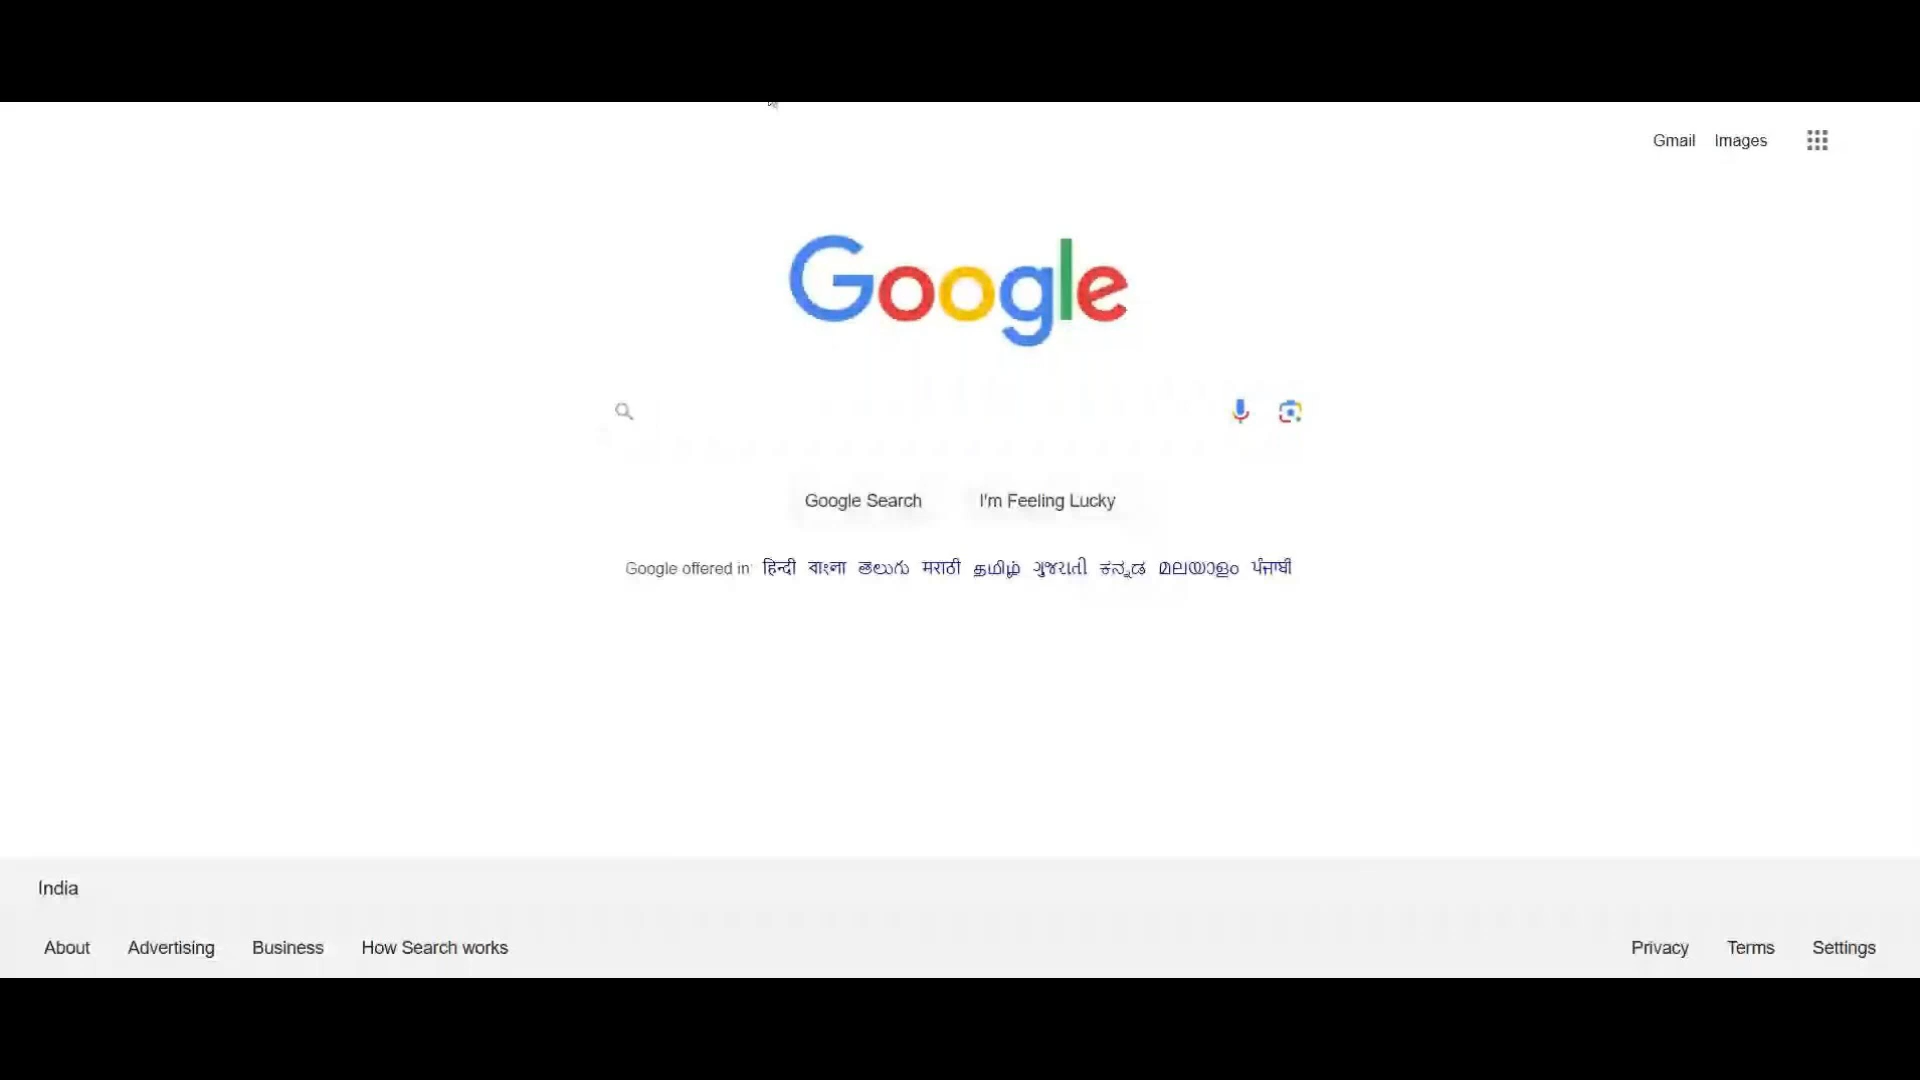 Gmail Images
Google
Google Search I'm Feeling Lucky
Google offered in: हिन्दी বাংলা తెలుగు मराठी தமிழ் ગુજરાતી ಕನ್ನಡ മലയാളം ਪੰਜਾਬੀ
India
About Advertising Business How Search works Privacy Terms Settings